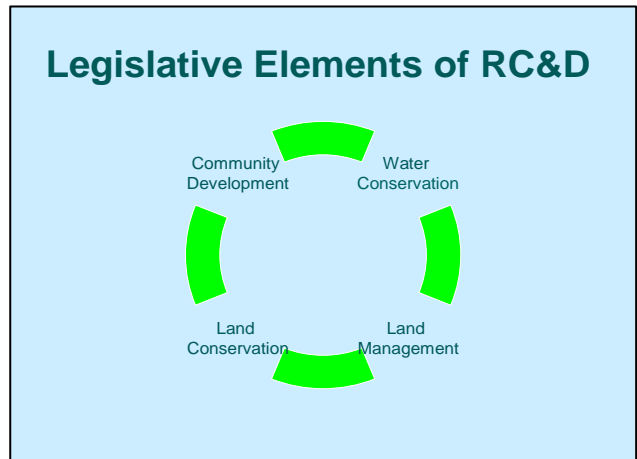 Legislative Elements of RC&D
Community
Development
Water
Conservation
Land
Conservation
Land
Management